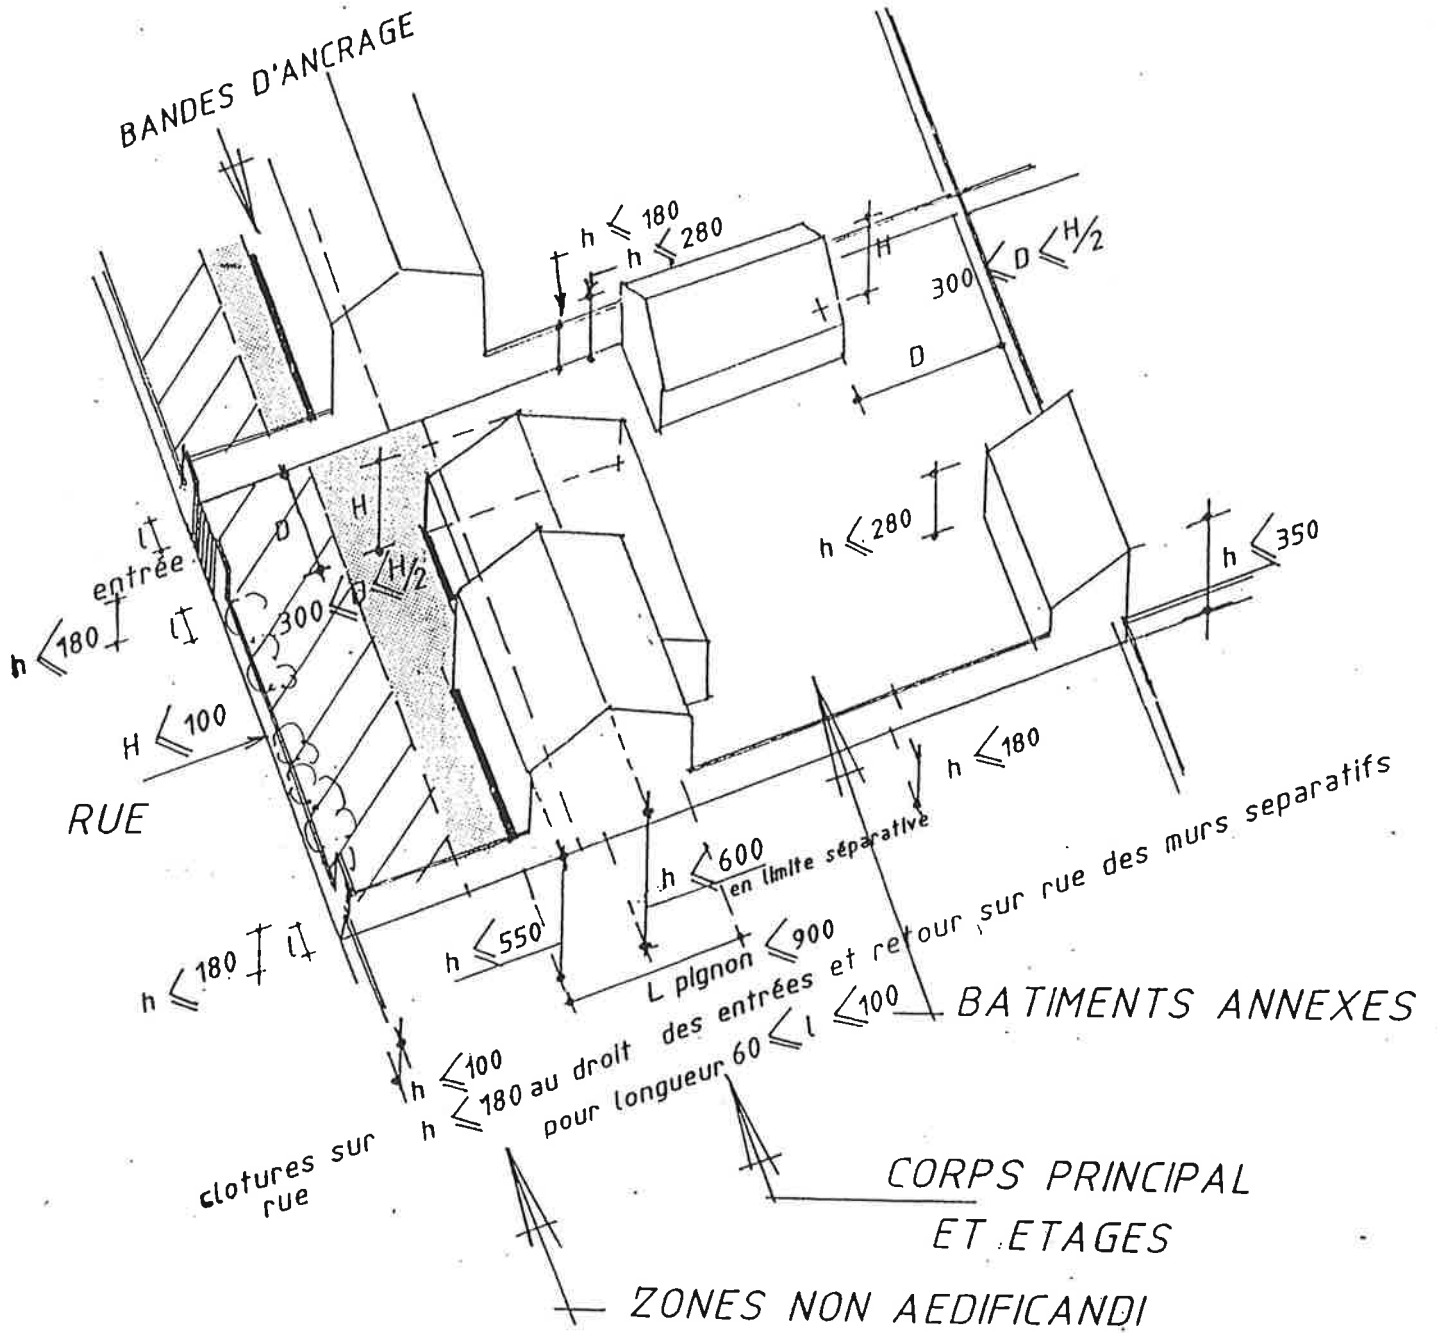 BANDES D'ANCRAGE
h ⩽ 180
h ⩽ 280
H
300 ⩽ D ⩽ H/2
D
h ⩽ 280
h ⩽ 350
H
D
300 ⩽ D ⩽ H/2
l
entrée
h ⩽ 180
l
H ⩽ 100
RUE
h ⩽ 180
h ⩽ 600
en limite séparative
h ⩽ 550
h ⩽ 180
l
L pignon ⩽ 900
BATIMENTS ANNEXES
h ⩽ 100
clotures sur rue
h ⩽ 180 au droit des entrées et retour sur rue des murs separatifs
pour longueur 60 ⩽ l ⩽ 100
CORPS PRINCIPAL
ET ETAGES
ZONES NON AEDIFICANDI